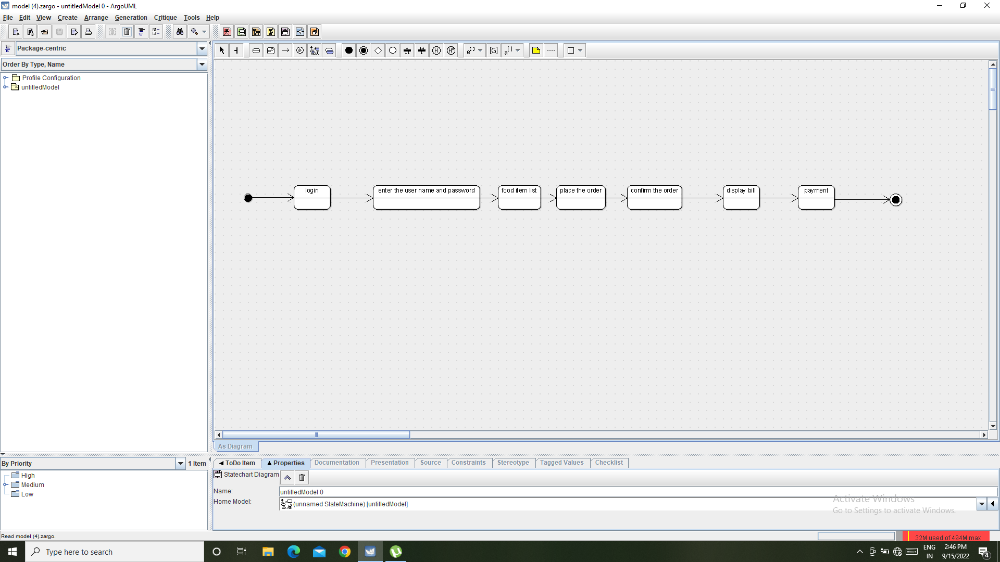 model (4).zargo - untitledModel 0 - ArgoUML
File Edit View Create Arrange Generation Critique Tools Help
Package-centric
Order By Type, Name
Profile Configuration
untitledModel
e() [G] a()
H H*
login
enter the user name and password
food item list
place the order
confirm the order
display bill
payment
As Diagram
By Priority
1 Item
High
Medium
Low
ToDo Item Properties Documentation Presentation Source Constraints Stereotype Tagged Values Checklist
Statechart Diagram
Name:
untitledModel 0
Home Model:
(unnamed StateMachine) [untitledModel]
Activate Windows
Go to Settings to activate Windows.
Read model (4).zargo.
32M used of 494M max
Type here to search
ENG
IN
2:46 PM
9/15/2022
4